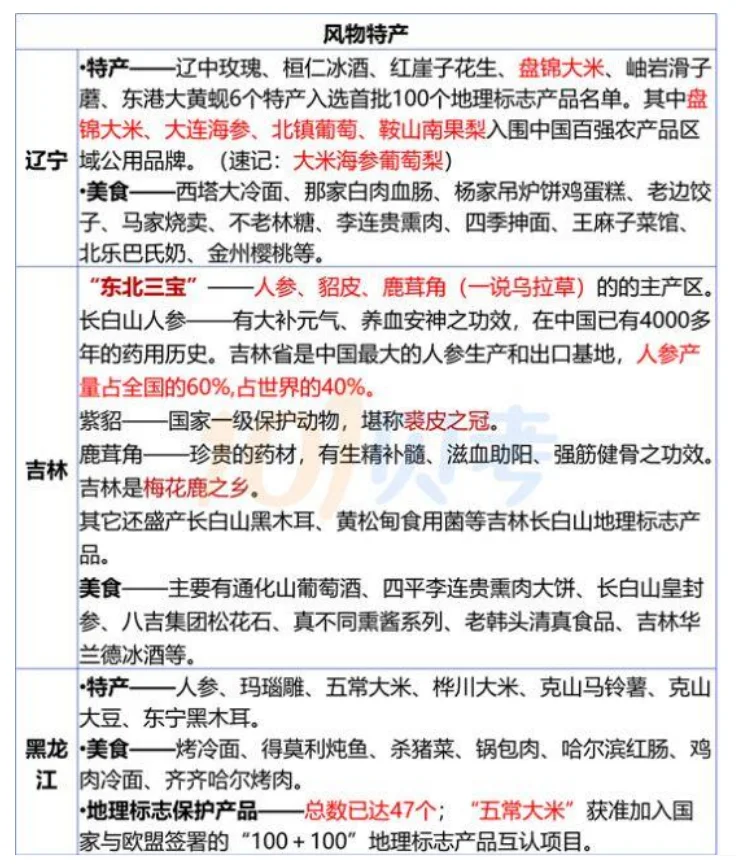 风物特产
辽宁
•特产——辽中玫瑰、桓仁冰酒、红崖子花生、盘锦大米、岫岩滑子
蘑、东港大黄蚬6个特产入选首批100个地理标志产品名单。其中盘
锦大米、大连海参、北镇葡萄、鞍山南果梨入围中国百强农产品区
域公用品牌。（速记：大米海参葡萄梨）
•美食——西塔大冷面、那家白肉血肠、杨家吊炉饼鸡蛋糕、老边饺
子、马家烧卖、不老林糖、李连贵熏肉、四季抻面、王麻子菜馆、
北乐巴氏奶、金州樱桃等。
吉林
“东北三宝”——人参、貂皮、鹿茸角（一说乌拉草）的的主产区。
长白山人参——有大补元气、养血安神之功效，在中国已有4000多
年的药用历史。吉林省是中国最大的人参生产和出口基地，人参产
量占全国的60%,占世界的40%。
紫貂——国家一级保护动物，堪称裘皮之冠。
鹿茸角——珍贵的药材，有生精补髓、滋血助阳、强筋健骨之功效。
吉林是梅花鹿之乡。
其它还盛产长白山黑木耳、黄松甸食用菌等吉林长白山地理标志产
品。
美食——主要有通化山葡萄酒、四平李连贵熏肉大饼、长白山皇封
参、八吉集团松花石、真不同熏酱系列、老韩头清真食品、吉林华
兰德冰酒等。
黑龙
江
•特产——人参、玛瑙雕、五常大米、桦川大米、克山马铃薯、克山
大豆、东宁黑木耳。
•美食——烤冷面、得莫利炖鱼、杀猪菜、锅包肉、哈尔滨红肠、鸡
肉冷面、齐齐哈尔烤肉。
•地理标志保护产品——总数已达47个；“五常大米”获准加入国
家与欧盟签署的“100+100”地理标志产品互认项目。